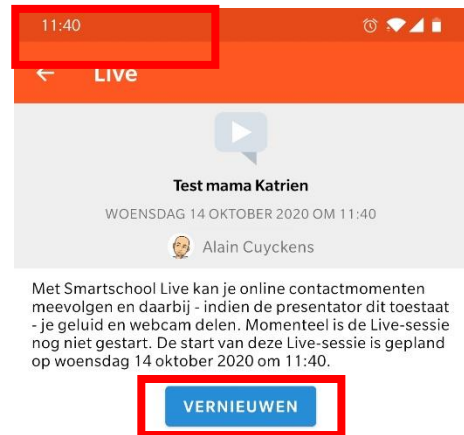 11:40
← Live
Test mama Katrien
WOENSDAG 14 OKTOBER 2020 OM 11:40
Alain Cuyckens
Met Smartschool Live kan je online contactmomenten
meevolgen en daarbij - indien de presentator dit toestaat
- je geluid en webcam delen. Momenteel is de Live-sessie
nog niet gestart. De start van deze Live-sessie is gepland
op woensdag 14 oktober 2020 om 11:40.
VERNIEUWEN